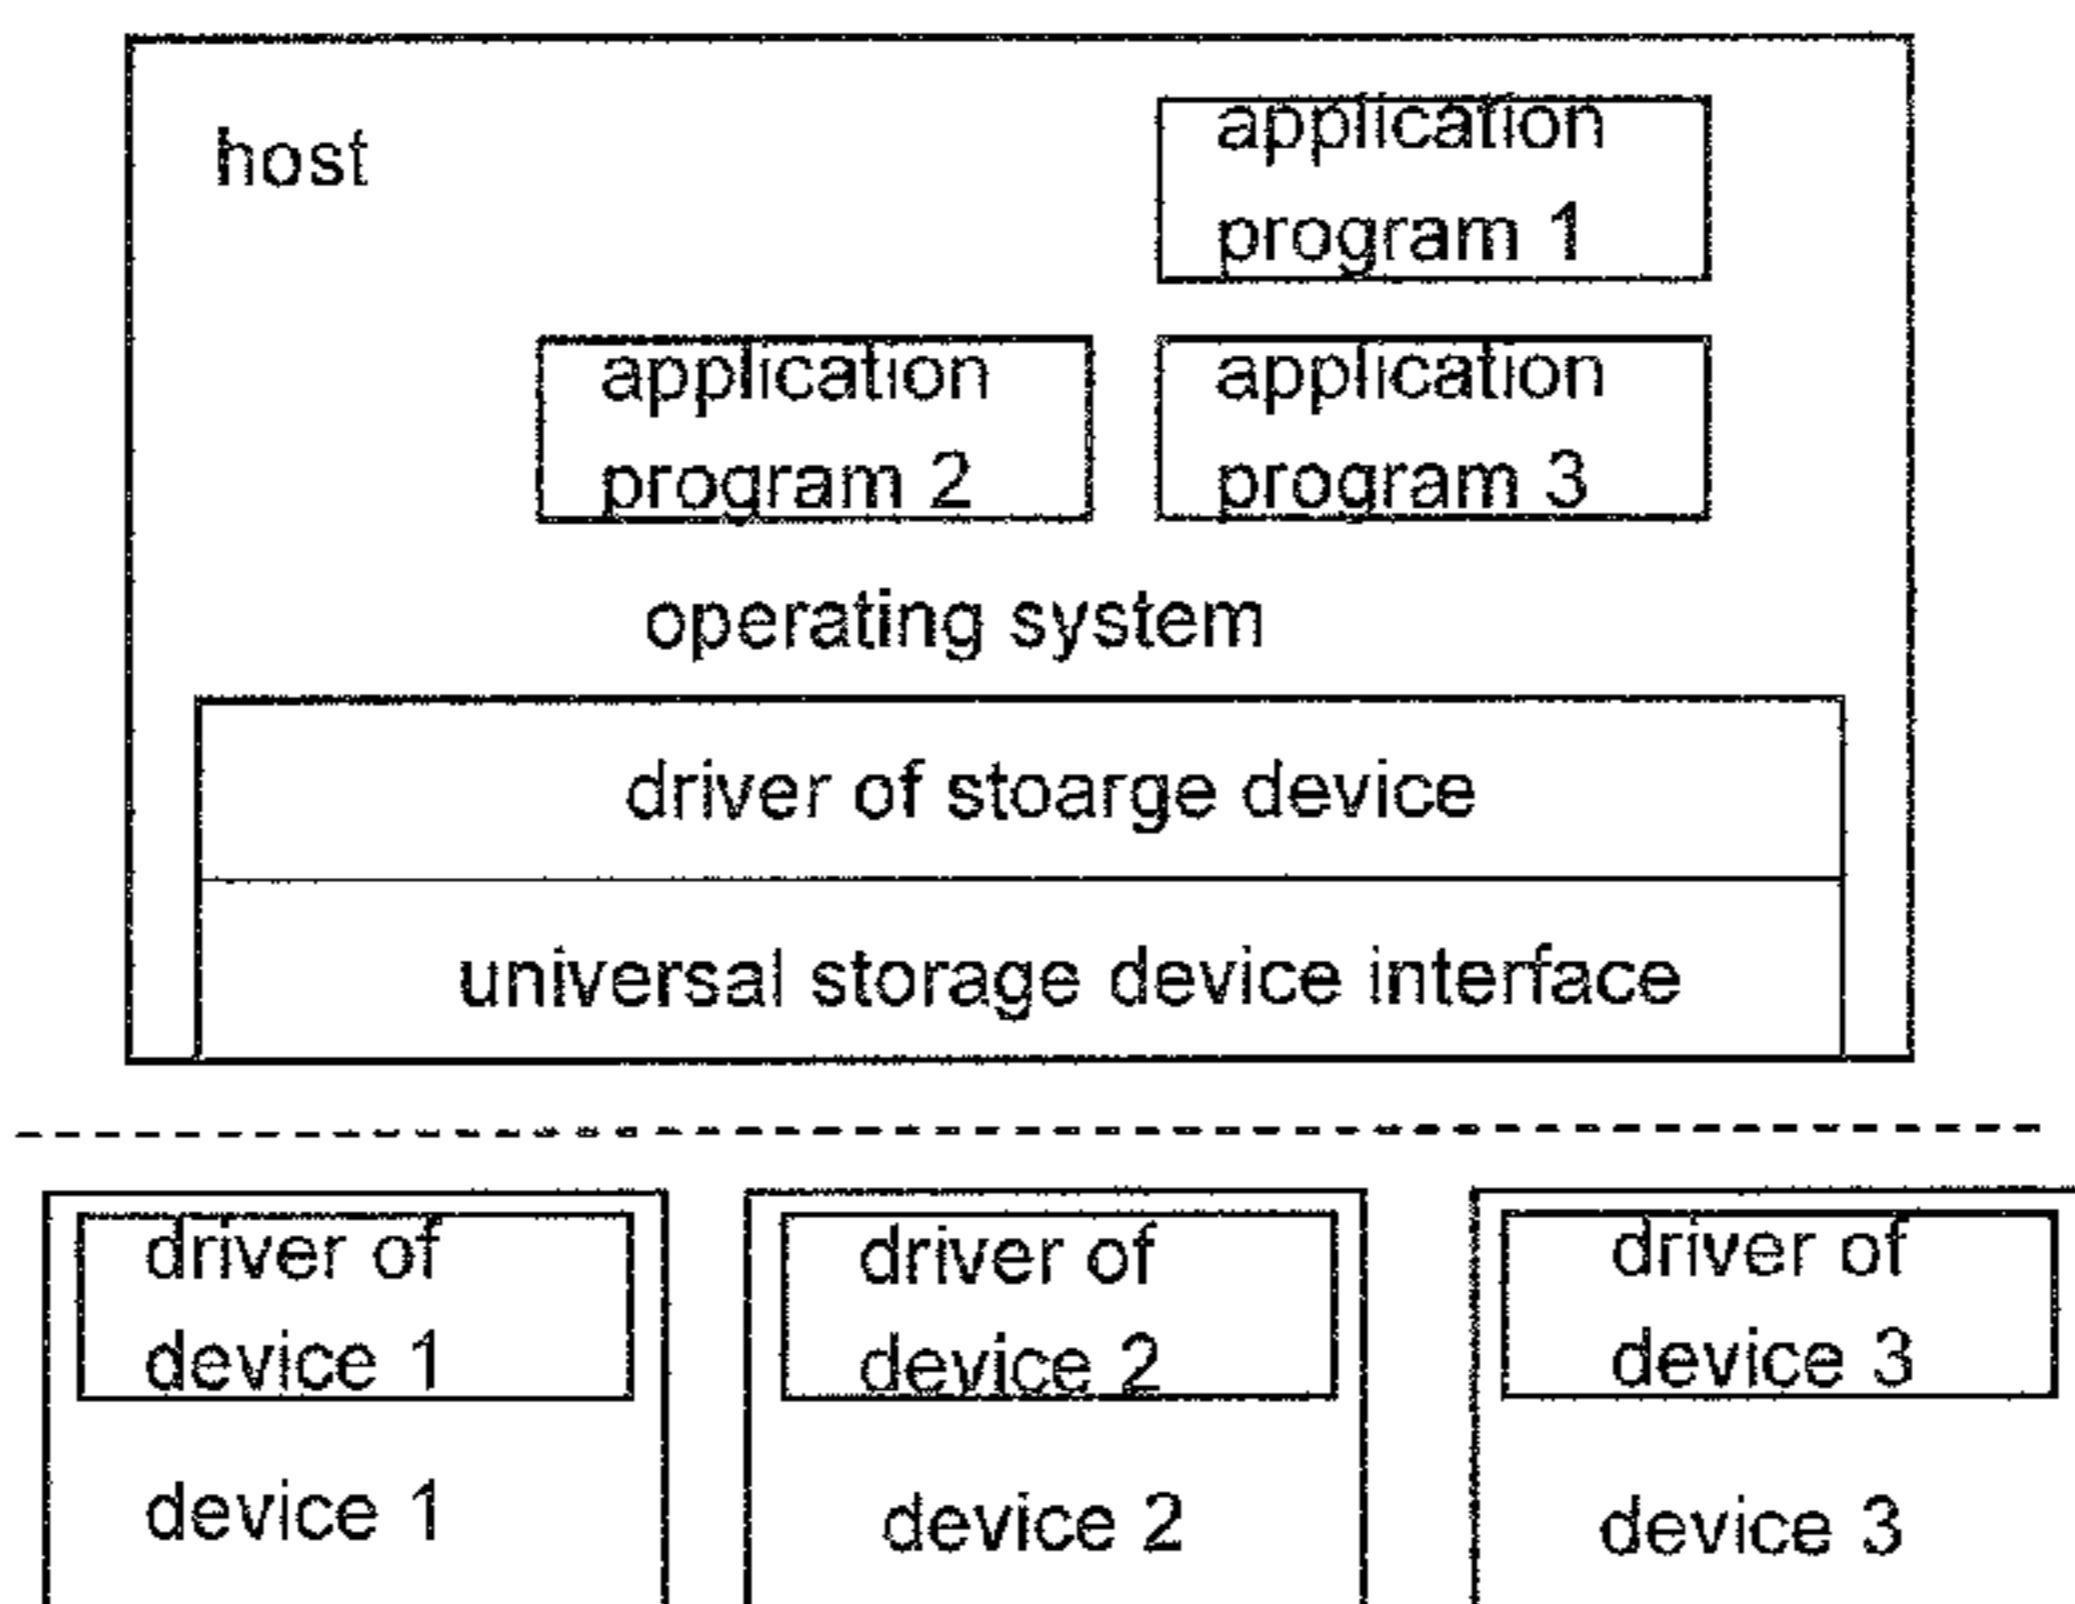 host
application
program 1
application
program 2
application
program 3
operating system
driver of stoarge device
universal storage device interface
driver of
device 1
device 1
driver of
device 2
device 2
driver of
device 3
device 3